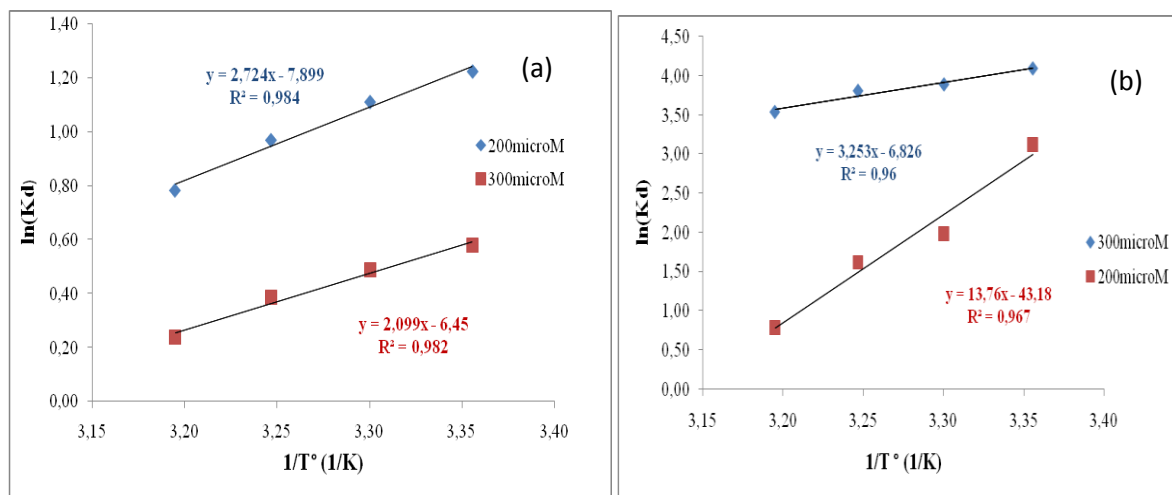 1,40
1,20
1,00
0,80
0,60
0,40
0,20
0,00
ln(Kd)
y = 2,724x - 7,899
R² = 0,984
(a)
200microM
300microM
y = 2,099x - 6,45
R² = 0,982
3,15 3,20 3,25 3,30 3,35 3,40
1/T° (1/K)
4,50
4,00
3,50
3,00
2,50
2,00
1,50
1,00
0,50
0,00
ln(Kd)
(b)
y = 3,253x - 6,826
R² = 0,96
300microM
200microM
y = 13,76x - 43,18
R² = 0,967
3,15 3,20 3,25 3,30 3,35 3,40
1/T° (1/K)